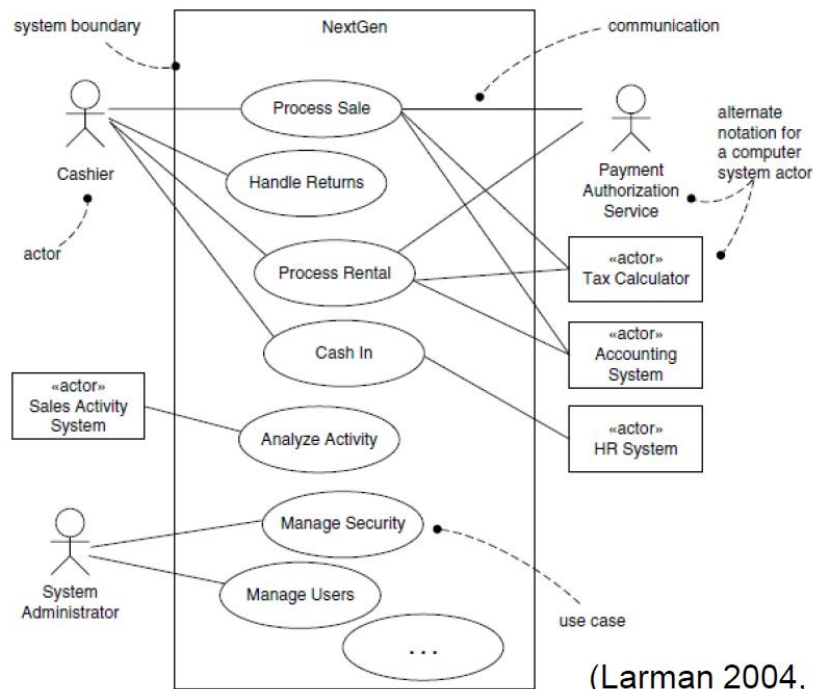 system boundary
NextGen
communication
Process Sale
alternate
notation for
a computer
system actor
Cashier
Handle Returns
Payment
Authorization
Service
actor
Process Rental
«actor»
Tax Calculator
Cash In
«actor»
Accounting
System
«actor»
Sales Activity
System
Analyze Activity
«actor»
HR System
Manage Security
System
Administrator
Manage Users
use case
. . .
(Larman 2004,